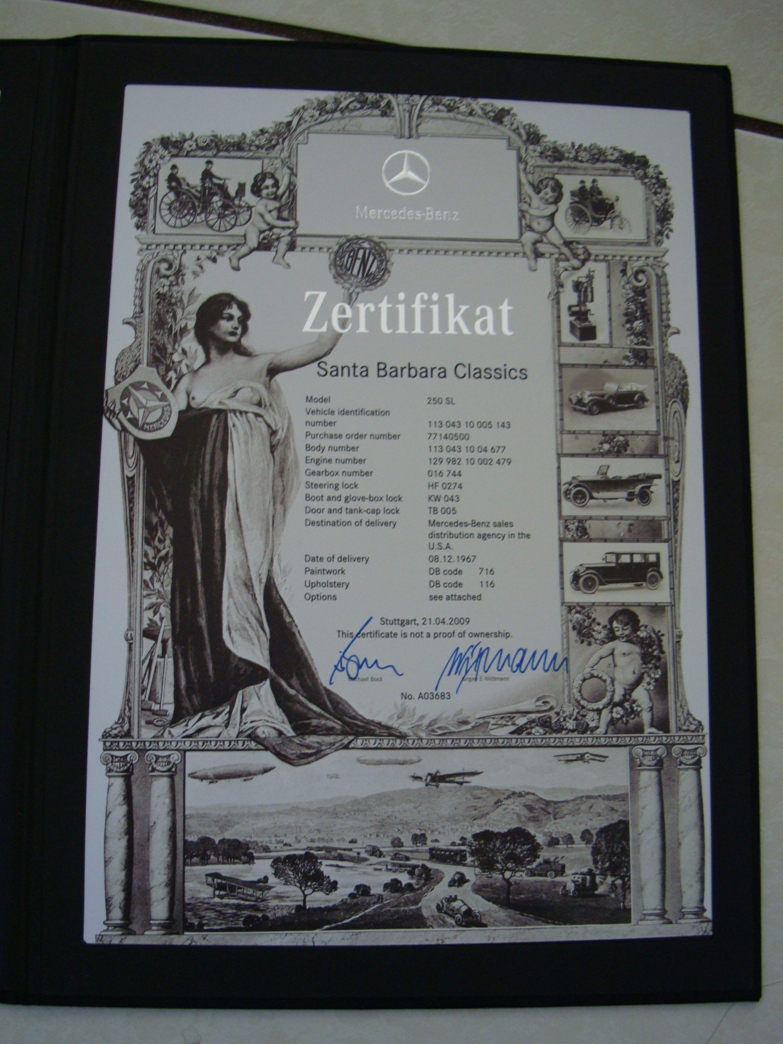 Mercedes-Benz
BENZ
Zertifikat
Santa Barbara Classics
Model 250 SL
Vehicle identification
number 113 043 10 005 143
Purchase order number 77140500
Body number 113 043 10 04 677
Engine number 129 982 10 002 479
Gearbox number 016 744
Steering lock HF 0274
Boot and glove-box lock KW 043
Door and tank-cap lock TB 005
Destination of delivery Mercedes-Benz sales
distribution agency in the
U.S.A.
Date of delivery 08.12.1967
Paintwork DB code 716
Upholstery DB code 116
Options see attached
Stuttgart, 21.04.2009
This certificate is not a proof of ownership.
Bock
Wittmann
No. A03683